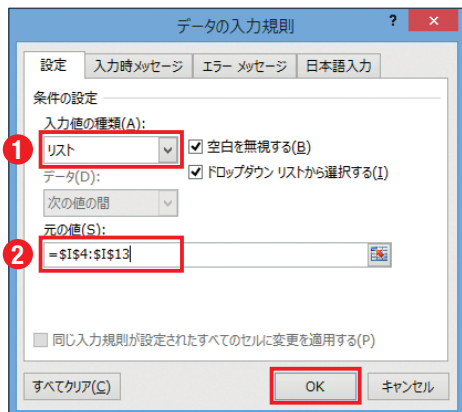 データの入力規則
? ×
設定 入力時メッセージ エラー メッセージ 日本語入力
条件の設定
入力値の種類(A):
1 リスト ✓ 空白を無視する(B)
データ(D): ✓ ドロップダウン リストから選択する(I)
次の値の間
元の値(S):
2 =$I$4:$I$13
同じ入力規則が設定されたすべてのセルに変更を適用する(P)
すべてクリア(C) OK キャンセル